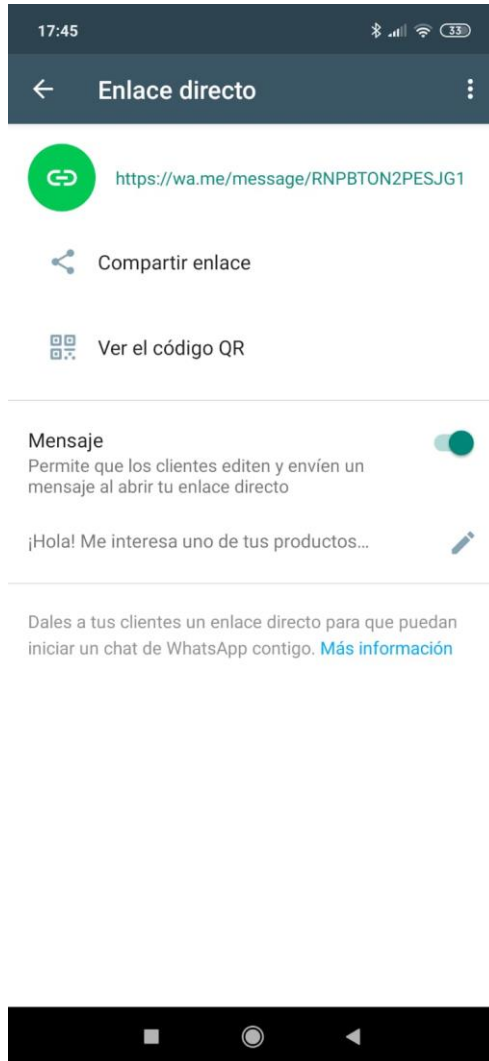 17:45
33
Enlace directo
https://wa.me/message/RNPBTON2PESJG1
Compartir enlace
Ver el código QR
Mensaje
Permite que los clientes editen y envíen un
mensaje al abrir tu enlace directo
¡Hola! Me interesa uno de tus productos...
Dales a tus clientes un enlace directo para que puedan
iniciar un chat de WhatsApp contigo. Más información